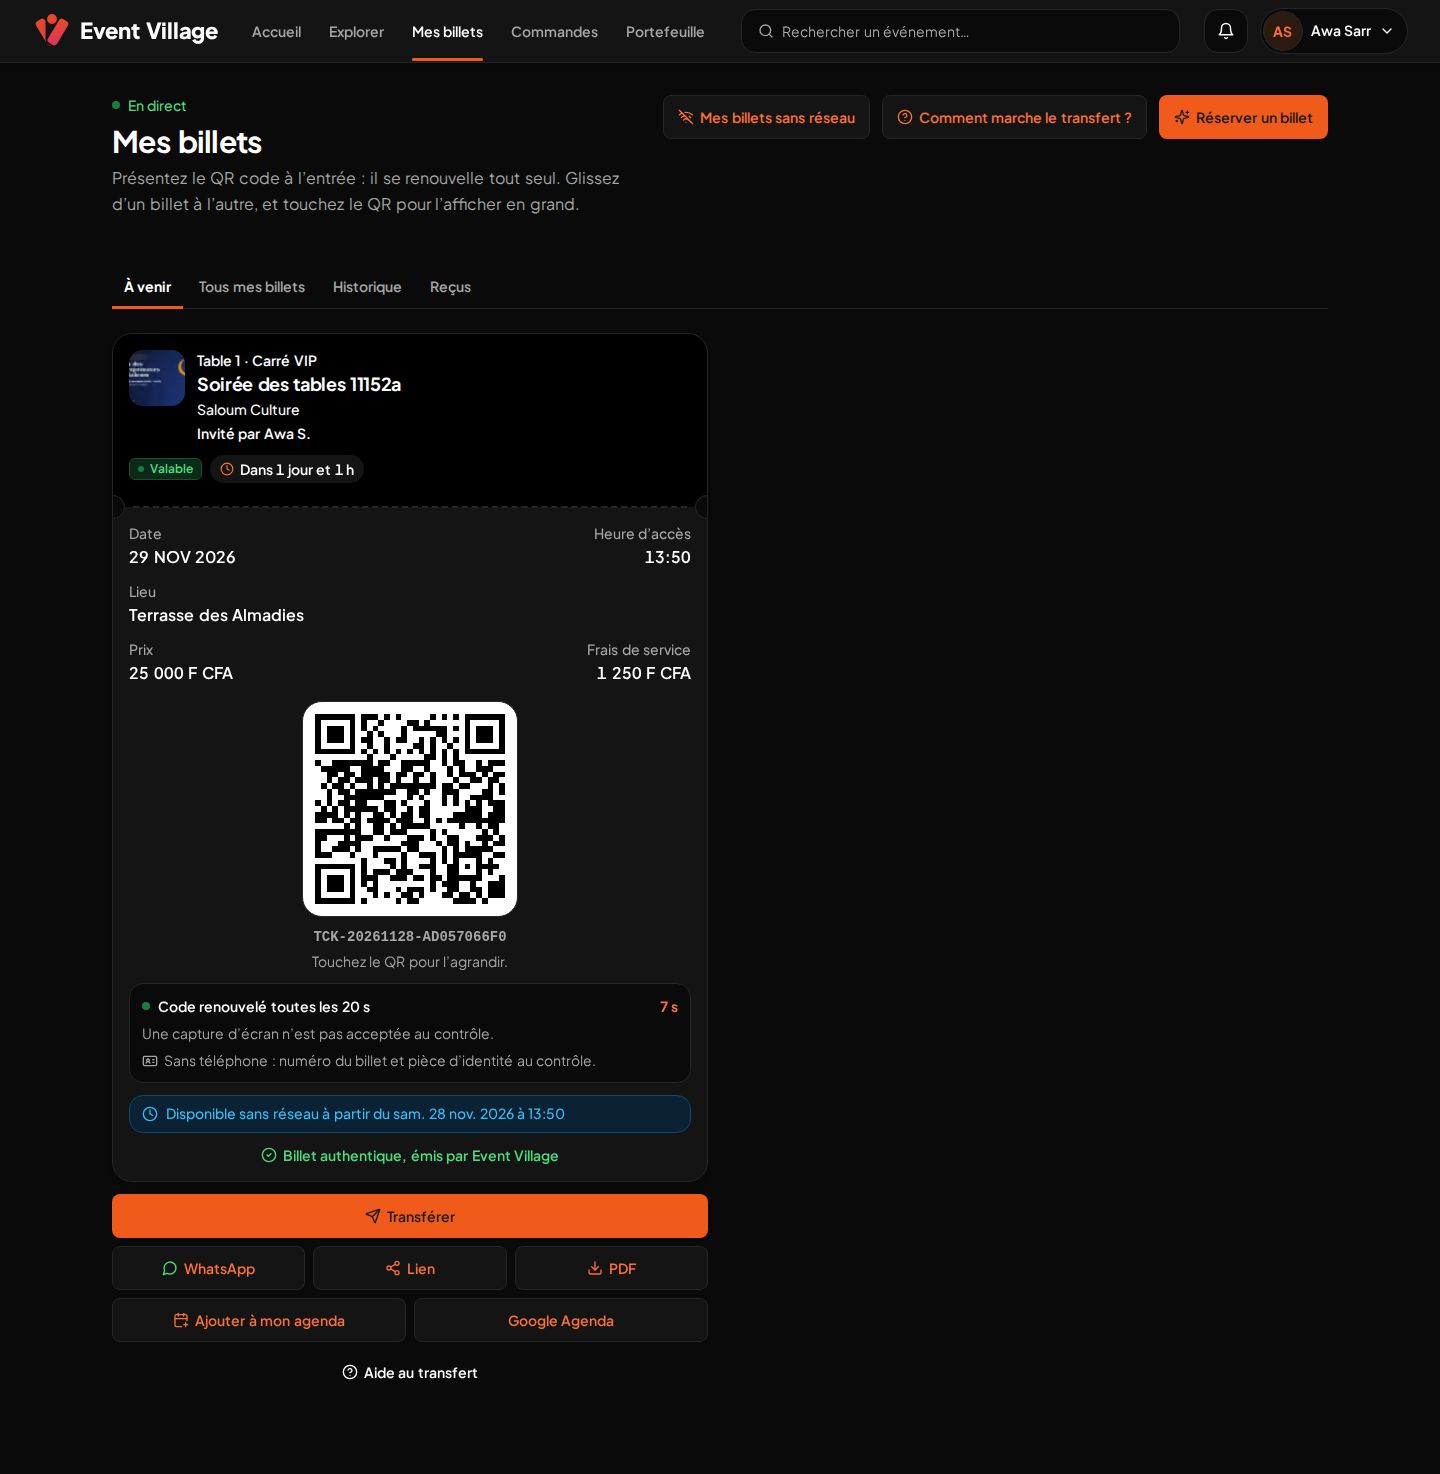 Event Village
Accueil
Explorer
Mes billets
Commandes
Portefeuille
Rechercher un événement…
AS
Awa Sarr
En direct
Mes billets
Présentez le QR code à l’entrée : il se renouvelle tout seul. Glissez
d’un billet à l’autre, et touchez le QR pour l’afficher en grand.
Mes billets sans réseau
Comment marche le transfert ?
Réserver un billet
À venir
Tous mes billets
Historique
Reçus
Table 1 · Carré VIP
Soirée des tables 11152a
Saloum Culture
Invité par Awa S.
Valable
Dans 1 jour et 1 h
Date
Heure d’accès
29 NOV 2026
13:50
Lieu
Terrasse des Almadies
Prix
Frais de service
25 000 F CFA
1 250 F CFA
TCK-20261128-AD057066F0
Touchez le QR pour l’agrandir.
Code renouvelé toutes les 20 s
7 s
Une capture d’écran n’est pas acceptée au contrôle.
Sans téléphone : numéro du billet et pièce d’identité au contrôle.
Disponible sans réseau à partir du sam. 28 nov. 2026 à 13:50
Billet authentique, émis par Event Village
Transférer
WhatsApp
Lien
PDF
Ajouter à mon agenda
Google Agenda
Aide au transfert